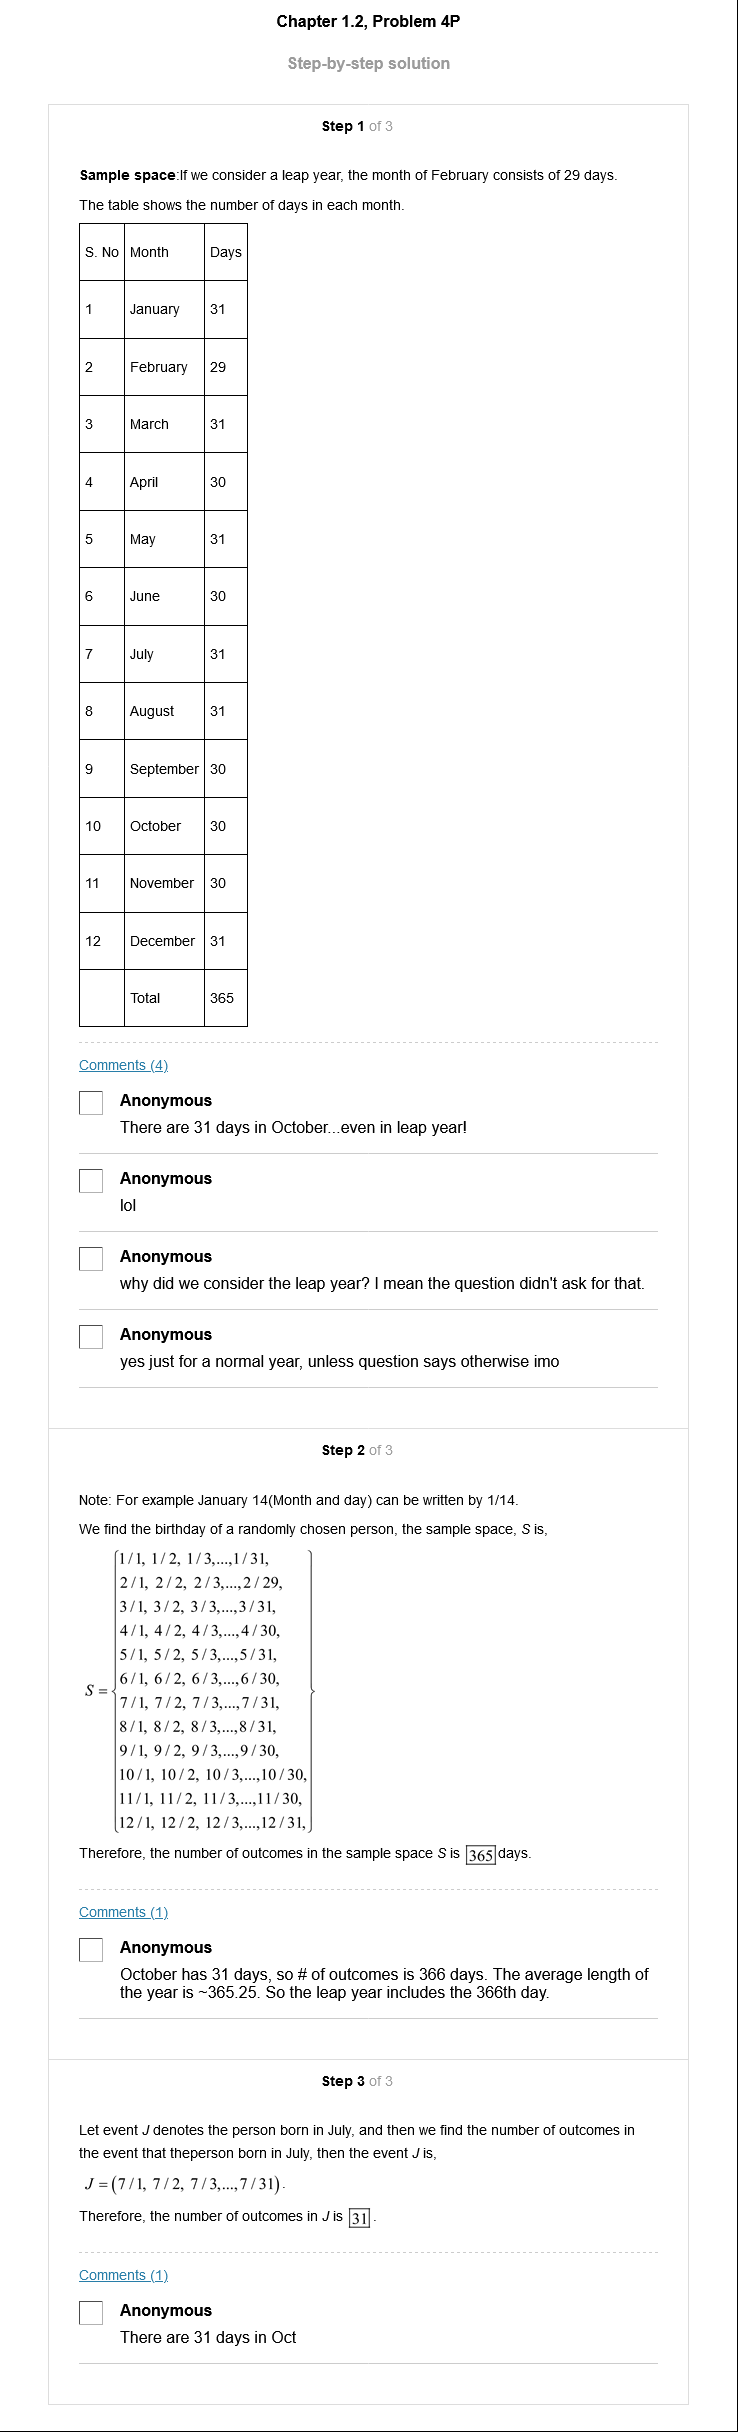 Chapter 1.2, Problem 4P
Step-by-step solution
Step 1 of 3
Sample space:If we consider a leap year, the month of February consists of 29 days.
The table shows the number of days in each month.
S. No Month Days
1 January 31
2 February 29
3 March 31
4 April 30
5 May 31
6 June 30
7 July 31
8 August 31
9 September 30
10 October 30
11 November 30
12 December 31
Total 365
Comments (4)
Anonymous
There are 31 days in October...even in leap year!
Anonymous
lol
Anonymous
why did we consider the leap year? I mean the question didn't ask for that.
Anonymous
yes just for a normal year, unless question says otherwise imo
Step 2 of 3
Note: For example January 14(Month and day) can be written by 1/14.
We find the birthday of a randomly chosen person, the sample space, S is,
S = {1/1, 1/2, 1/3,...,1/31,
2/1, 2/2, 2/3,...,2/29,
3/1, 3/2, 3/3,...,3/31,
4/1, 4/2, 4/3,...,4/30,
5/1, 5/2, 5/3,...,5/31,
6/1, 6/2, 6/3,...,6/30,
7/1, 7/2, 7/3,...,7/31,
8/1, 8/2, 8/3,...,8/31,
9/1, 9/2, 9/3,...,9/30,
10/1, 10/2, 10/3,...,10/30,
11/1, 11/2, 11/3,...,11/30,
12/1, 12/2, 12/3,...,12/31,}
Therefore, the number of outcomes in the sample space S is 365 days.
Comments (1)
Anonymous
October has 31 days, so # of outcomes is 366 days. The average length of
the year is ~365.25. So the leap year includes the 366th day.
Step 3 of 3
Let event J denotes the person born in July, and then we find the number of outcomes in
the event that theperson born in July, then the event J is,
J = (7/1, 7/2, 7/3,...,7/31).
Therefore, the number of outcomes in J is 31.
Comments (1)
Anonymous
There are 31 days in Oct